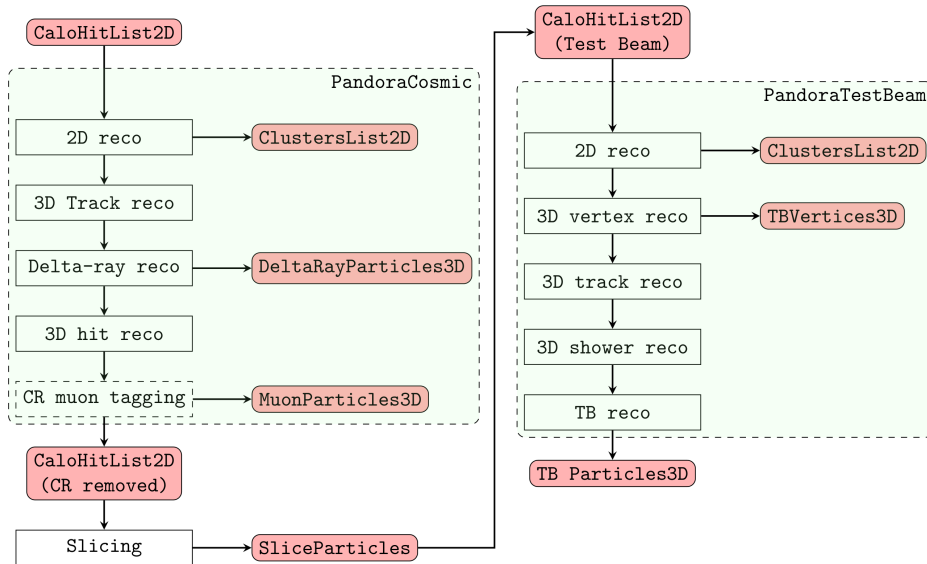 CaloHitList2D
PandoraCosmic
2D reco
ClustersList2D
3D Track reco
Delta-ray reco
DeltaRayParticles3D
3D hit reco
CR muon tagging
MuonParticles3D
CaloHitList2D
(CR removed)
Slicing
SliceParticles
CaloHitList2D
(Test Beam)
PandoraTestBeam
2D reco
ClustersList2D
3D vertex reco
TBVertices3D
3D track reco
3D shower reco
TB reco
TB Particles3D